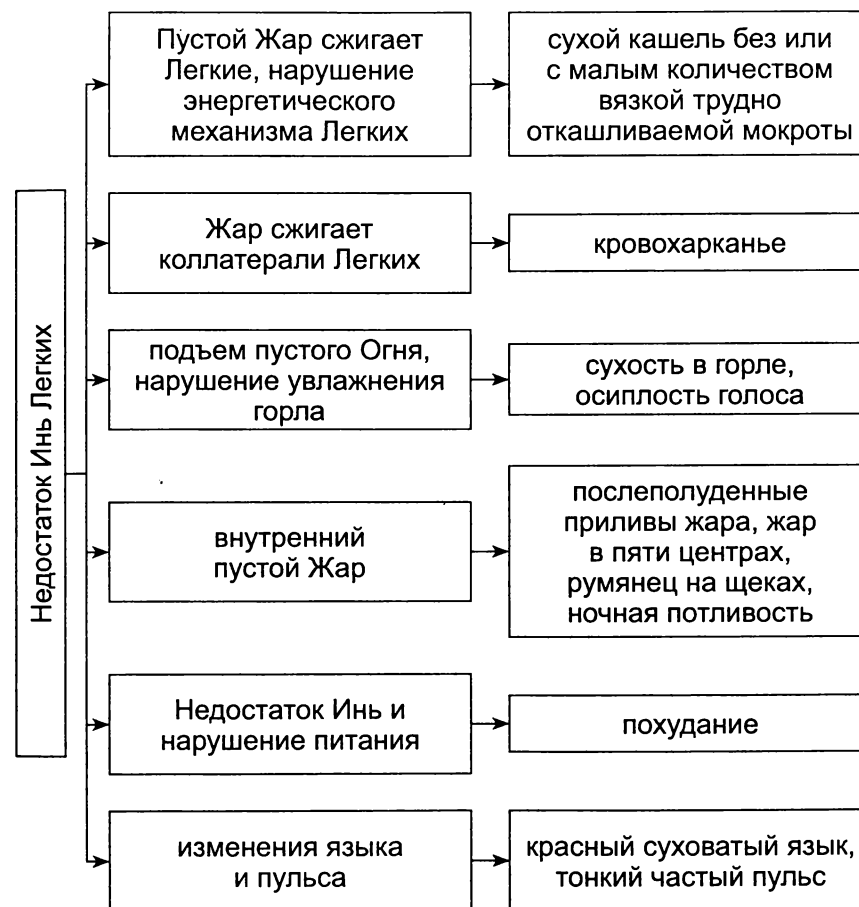 Недостаток Инь Легких
Пустой Жар сжигает
Легкие, нарушение
энергетического
механизма Легких
сухой кашель без или
с малым количеством
вязкой трудно
откашливаемой мокроты
Жар сжигает
коллатерали Легких
кровохарканье
подъем пустого Огня,
нарушение увлажнения
горла
сухость в горле,
осиплость голоса
внутренний
пустой Жар
послеполуденные
приливы жара, жар
в пяти центрах,
румянец на щеках,
ночная потливость
Недостаток Инь и
нарушение питания
похудание
изменения языка
и пульса
красный суховатый язык,
тонкий частый пульс